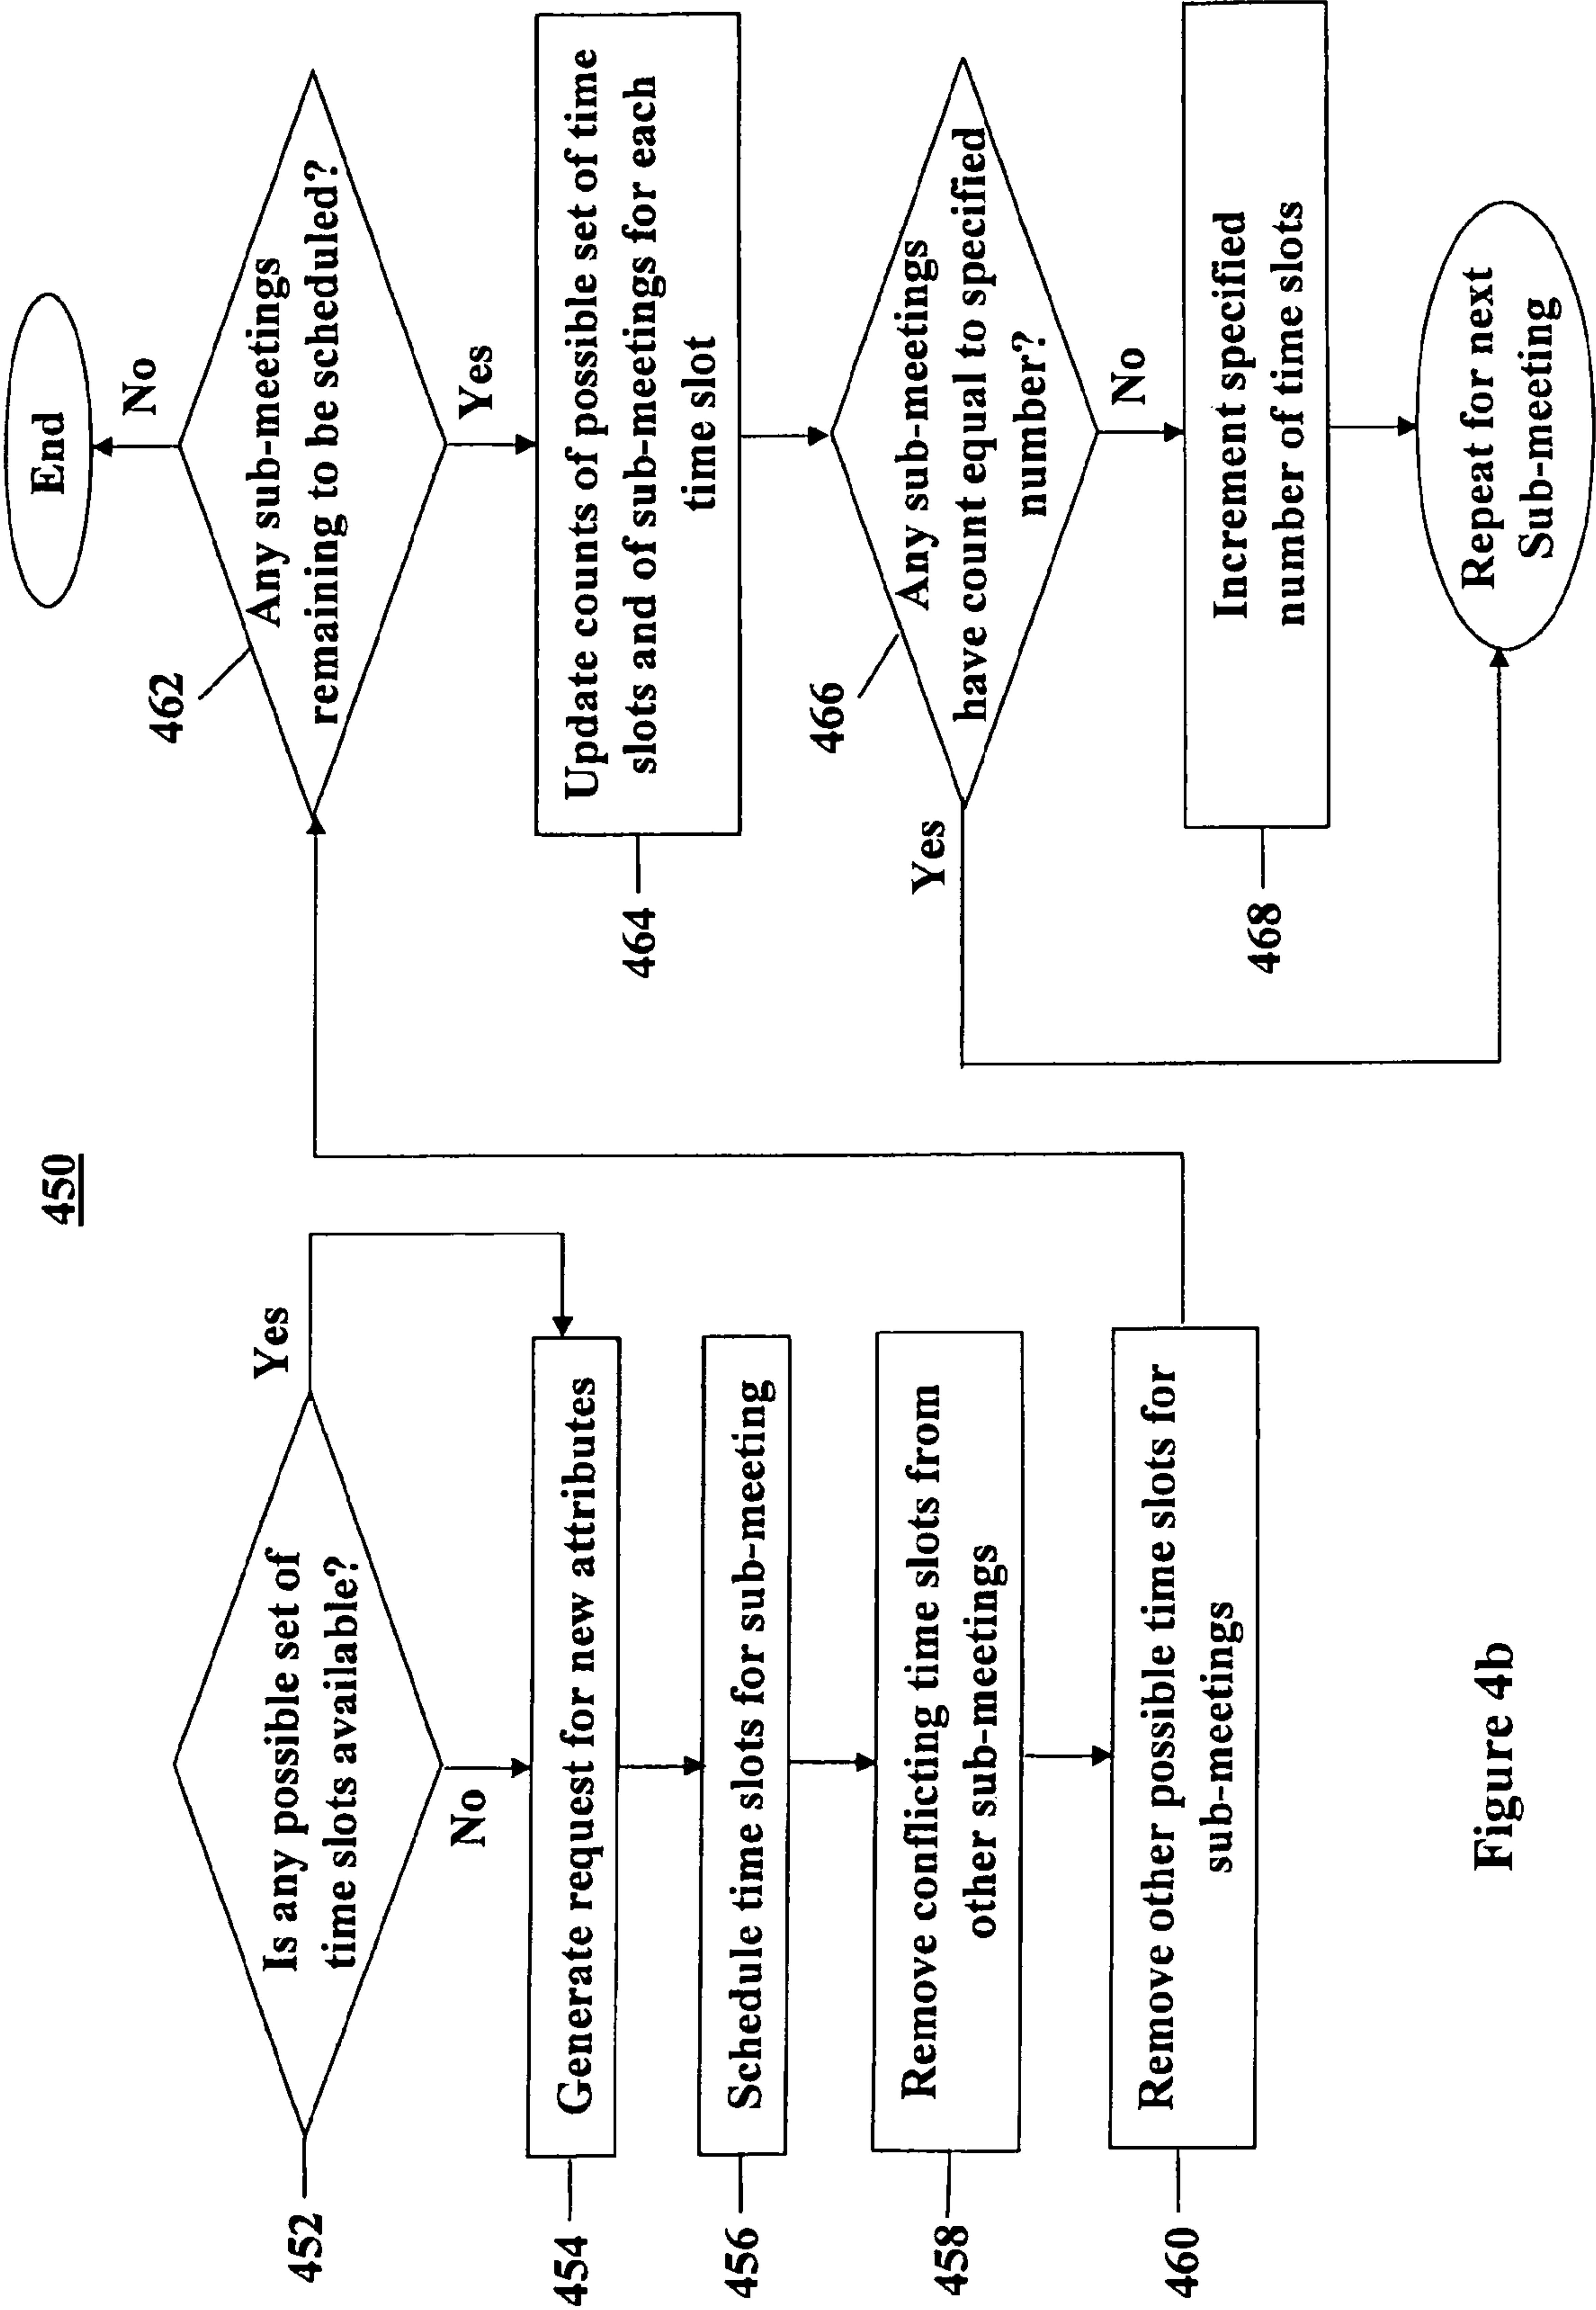 450
452
Is any possible set of
time slots available?
Yes
No
454
Generate request for new attributes
456
Schedule time slots for sub-meeting
458
Remove conflicting time slots from
other sub-meetings
460
Remove other possible time slots for
sub-meetings
End
No
462
Any sub-meetings
remaining to be scheduled?
Yes
464
Update counts of possible set of time
slots and of sub-meetings for each
time slot
466
Any sub-meetings
have count equal to specified
number?
Yes
No
468
Increment specified
number of time slots
Repeat for next
Sub-meeting
Figure 4b